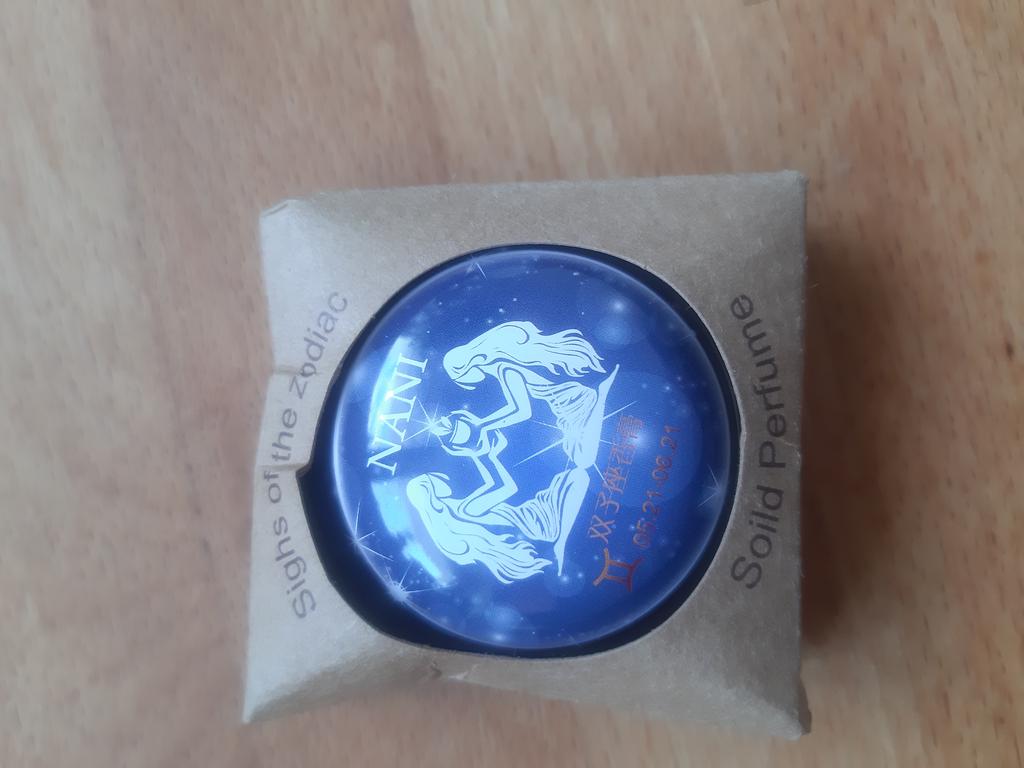 Sighs of the zodiac
NANI
♊ 双子座香膏
05.21-06.21
Soild Perfume